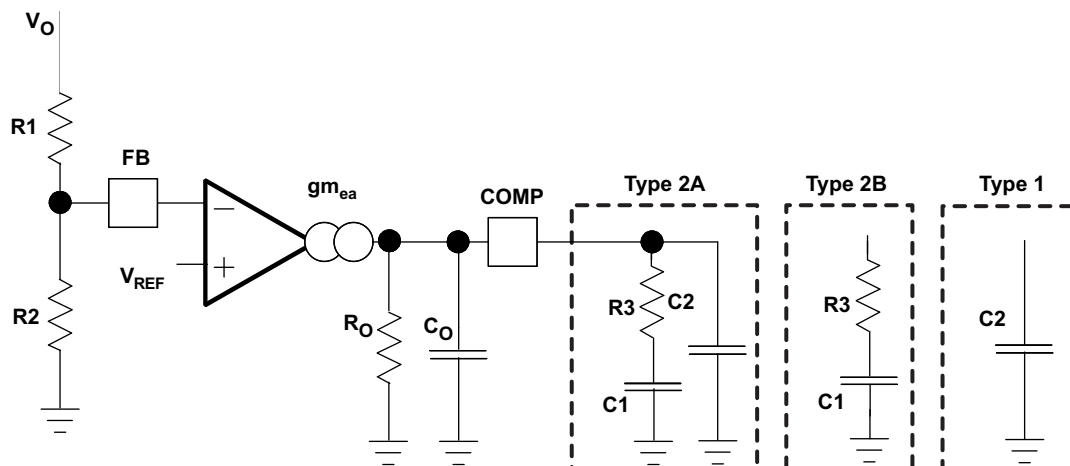 VO
R1
FB
gmea
COMP
Type 2A
Type 2B
Type 1
VREF
R2
RO
CO
R3
C2
C1
R3
C1
C2